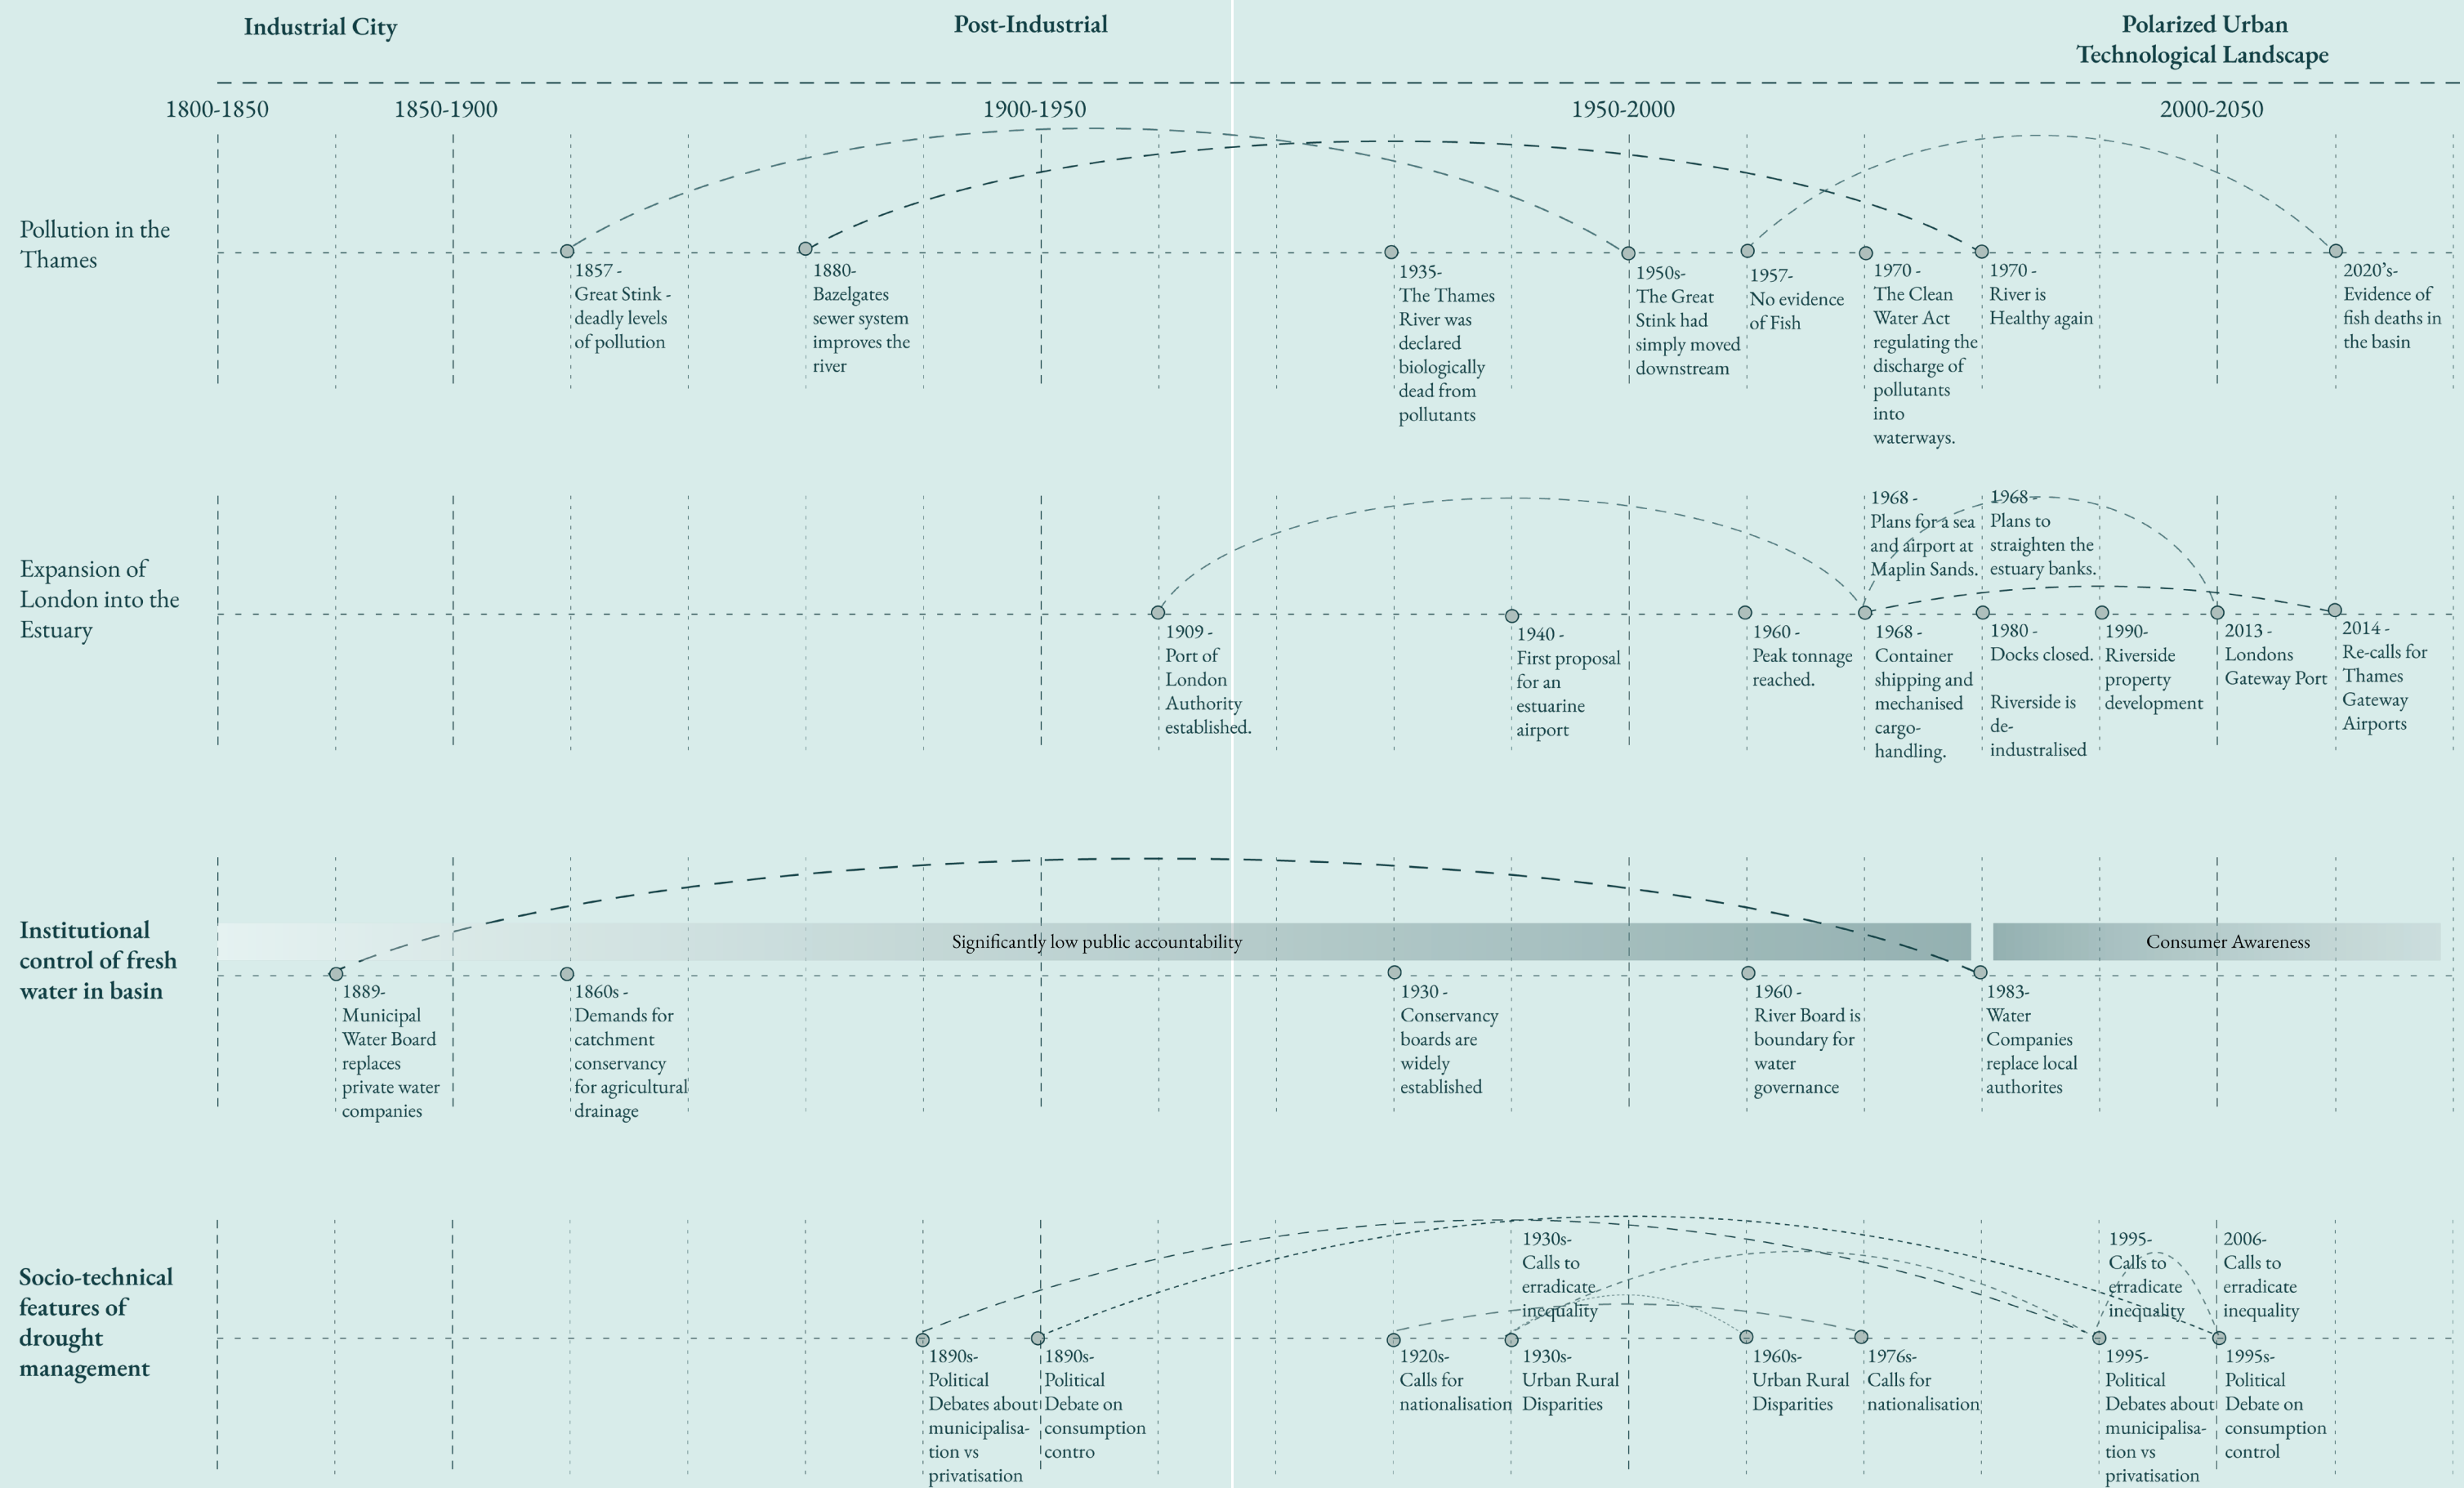 Industrial City
Post-Industrial
Polarized Urban
Technological Landscape
1800-1850
1850-1900
1900-1950
1950-2000
2000-2050
Pollution in the
Thames
1857 -
Great Stink -
deadly levels
of pollution
1880-
Bazelgates
sewer system
improves the
river
1935-
The Thames
River was
declared
biologically
dead from
pollutants
1950s-
The Great
Stink had
simply moved
downstream
1957-
No evidence
of Fish
1970 -
The Clean
Water Act
regulating the
discharge of
pollutants
into
waterways.
1970 -
River is
Healthy again
2020's-
Evidence of
fish deaths in
the basin
Expansion of
London into the
Estuary
1909 -
Port of
London
Authority
established.
1940 -
First proposal
for an
estuarine
airport
1960 -
Peak tonnage
reached.
1968 -
Plans for a sea
and airport at
Maplin Sands.
1968 -
Container
shipping and
mechanised
cargo-
handling.
1968-
Plans to
straighten the
estuary banks.
1980 -
Docks closed.
Riverside is
de-
industralised
1990-
Riverside
property
development
2013 -
Londons
Gateway Port
2014 -
Re-calls for
Thames
Gateway
Airports
Institutional
control of fresh
water in basin
Significantly low public accountability
Consumer Awareness
1889-
Municipal
Water Board
replaces
private water
companies
1860s -
Demands for
catchment
conservancy
for agricultural
drainage
1930 -
Conservancy
boards are
widely
established
1960 -
River Board is
boundary for
water
governance
1983-
Water
Companies
replace local
authorites
Socio-technical
features of
drought
management
1890s-
Political
Debates about
municipalisa-
tion vs
privatisation
1890s-
Political
Debate on
consumption
contro
1920s-
Calls for
nationalisation
1930s-
Calls to
erradicate
inequality
1930s-
Urban Rural
Disparities
1960s-
Urban Rural
Disparities
1976s-
Calls for
nationalisation
1995-
Calls to
erradicate
inequality
1995-
Political
Debates about
municipalisa-
tion vs
privatisation
2006-
Calls to
erradicate
inequality
1995s-
Political
Debate on
consumption
control